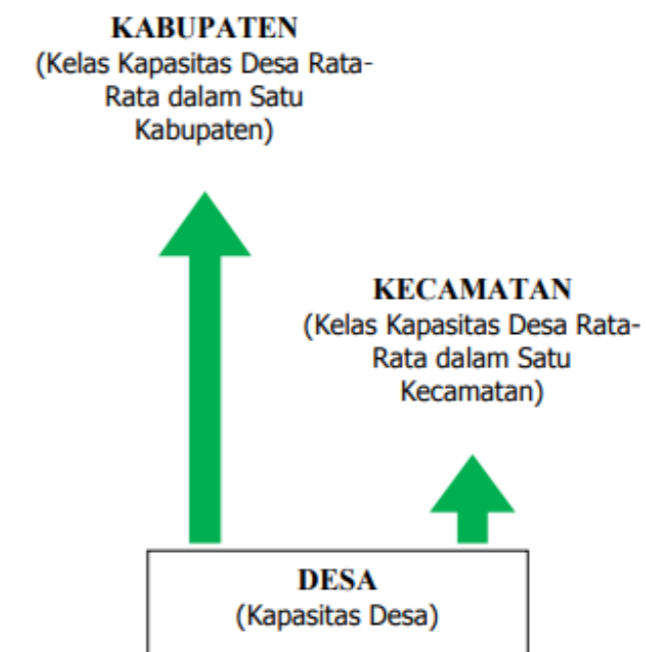 KABUPATEN
(Kelas Kapasitas Desa Rata-
Rata dalam Satu
Kabupaten)
KECAMATAN
(Kelas Kapasitas Desa Rata-
Rata dalam Satu
Kecamatan)
DESA
(Kapasitas Desa)